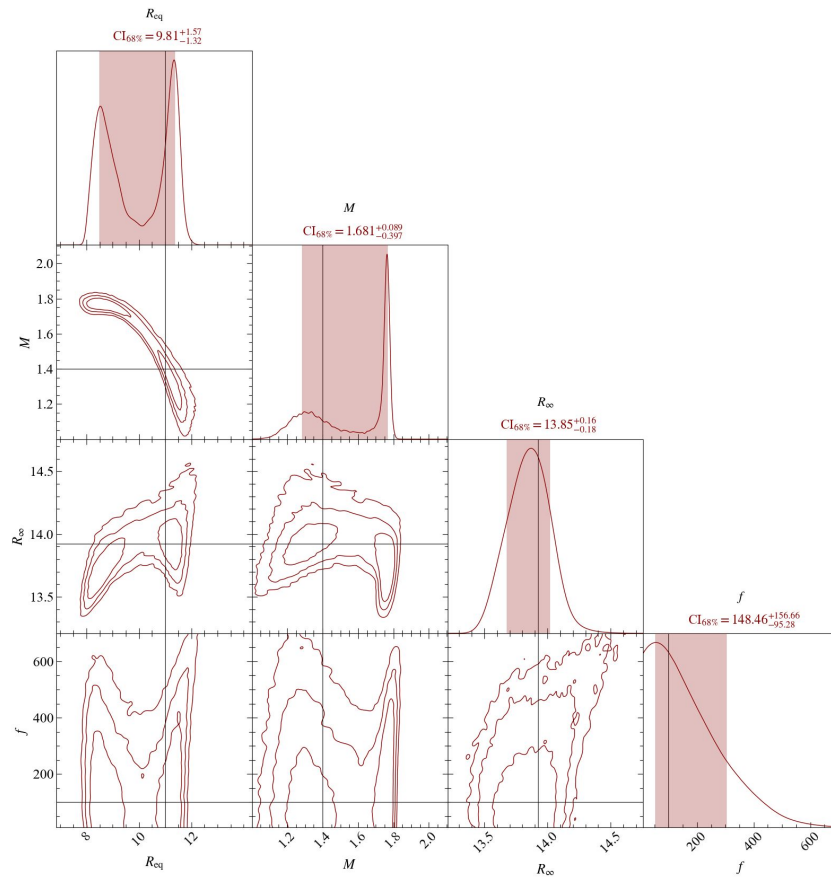 R_eq
CI_68% = 9.81^{+1.57}_{-1.32}
M
CI_68% = 1.681^{+0.089}_{-0.397}
2.0
1.8
M
1.6
1.4
1.2
R_∞
CI_68% = 13.85^{+0.16}_{-0.18}
14.5
R_∞
14.0
13.5
f
CI_68% = 148.46^{+156.66}_{-95.28}
600
f
400
200
8 10 12 1.2 1.4 1.6 1.8 2.0 13.5 14.0 14.5 200 400 600
R_eq M R_∞ f